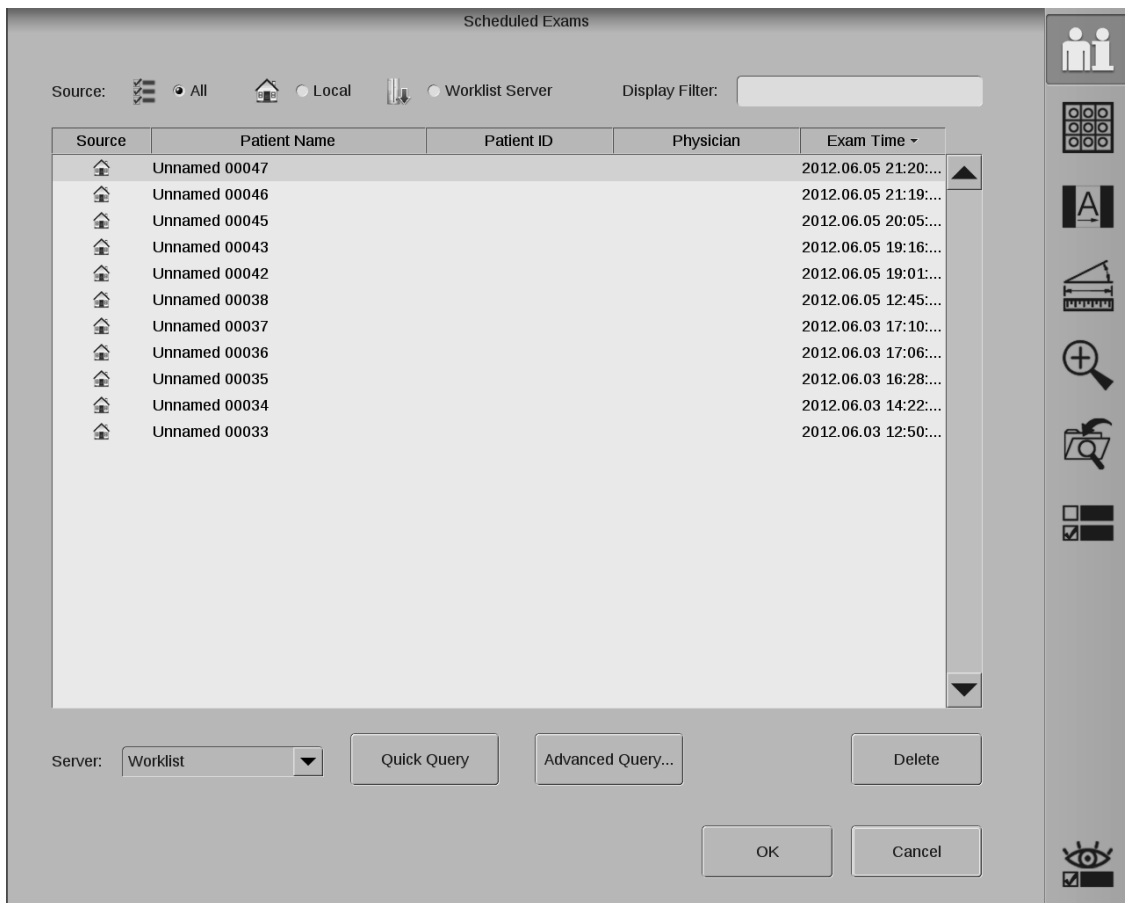 Scheduled Exams
Source: All Local Worklist Server Display Filter:
Source Patient Name Patient ID Physician Exam Time
Unnamed 00047 2012.06.05 21:20:...
Unnamed 00046 2012.06.05 21:19:...
Unnamed 00045 2012.06.05 20:05:...
Unnamed 00043 2012.06.05 19:16:...
Unnamed 00042 2012.06.05 19:01:...
Unnamed 00038 2012.06.05 12:45:...
Unnamed 00037 2012.06.03 17:10:...
Unnamed 00036 2012.06.03 17:06:...
Unnamed 00035 2012.06.03 16:28:...
Unnamed 00034 2012.06.03 14:22:...
Unnamed 00033 2012.06.03 12:50:...
Server: Worklist Quick Query Advanced Query... Delete
OK Cancel
A